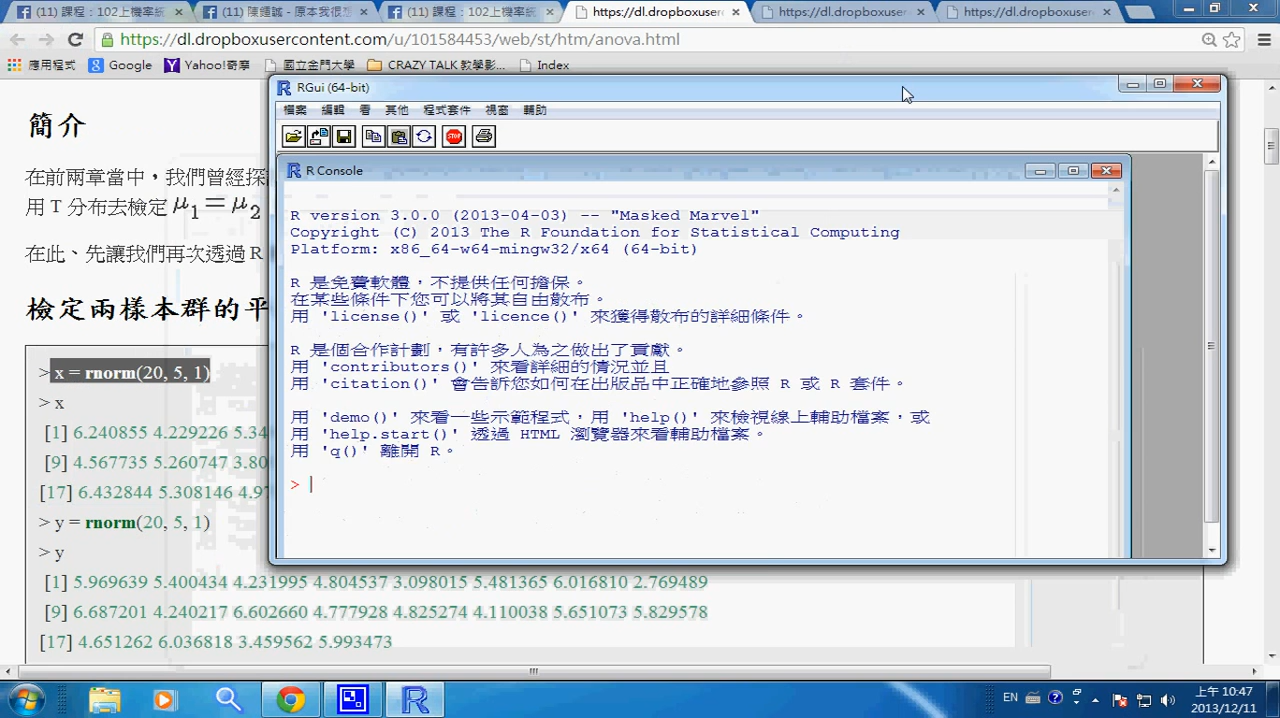 (11) 課程：102上機率統
(11) 陳鍾誠 - 原本我很想
(11) 課程：102上機率統
https://dl.dropboxuser
https://dl.dropboxuser
https://dl.dropboxuser
https://dl.dropboxusercontent.com/u/101584453/web/st/htm/anova.html
應用程式
Google
Yahoo!奇摩
國立金門大學
CRAZY TALK 教學影...
Index
簡介
在前兩章當中，我們曾經探
用 T 分布去檢定 μ1=μ2
在此、先讓我們再次透過 R
檢定兩樣本群的平
> x = rnorm(20, 5, 1)
> x
[1] 6.240855 4.229226 5.34
[9] 4.567735 5.260747 3.80
[17] 6.432844 5.308146 4.97
> y = rnorm(20, 5, 1)
> y
[1] 5.969639 5.400434 4.231995 4.804537 3.098015 5.481365 6.016810 2.769489
[9] 6.687201 4.240217 6.602660 4.777928 4.825274 4.110038 5.651073 5.829578
[17] 4.651262 6.036818 3.459562 5.993473
RGui (64-bit)
檔案 編輯 看 其他 程式套件 視窗 輔助
STOP
R Console
R version 3.0.0 (2013-04-03) -- "Masked Marvel"
Copyright (C) 2013 The R Foundation for Statistical Computing
Platform: x86_64-w64-mingw32/x64 (64-bit)
R 是免費軟體，不提供任何擔保。
在某些條件下您可以將其自由散布。
用 'license()' 或 'licence()' 來獲得散布的詳細條件。
R 是個合作計劃，有許多人為之做出了貢獻。
用 'contributors()' 來看詳細的情況並且
用 'citation()' 會告訴您如何在出版品中正確地參照 R 或 R 套件。
用 'demo()' 來看一些示範程式，用 'help()' 來檢視線上輔助檔案，或
用 'help.start()' 透過 HTML 瀏覽器來看輔助檔案。
用 'q()' 離開 R。
>
EN
上午 10:47
2013/12/11